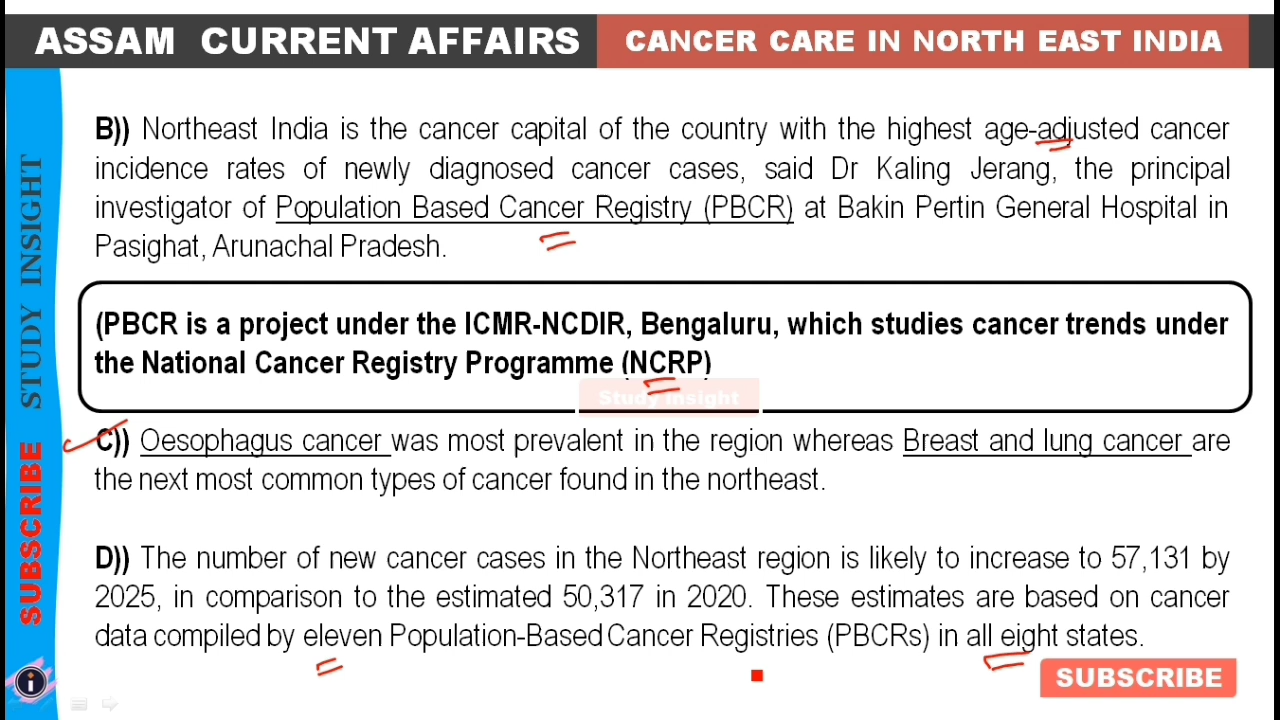 ASSAM CURRENT AFFAIRS
CANCER CARE IN NORTH EAST INDIA
B)) Northeast India is the cancer capital of the country with the highest age-adjusted cancer
incidence rates of newly diagnosed cancer cases, said Dr Kaling Jerang, the principal
investigator of Population Based Cancer Registry (PBCR) at Bakin Pertin General Hospital in
Pasighat, Arunachal Pradesh.
(PBCR is a project under the ICMR-NCDIR, Bengaluru, which studies cancer trends under
the National Cancer Registry Programme (NCRP)
Study Insight
C)) Oesophagus cancer was most prevalent in the region whereas Breast and lung cancer are
the next most common types of cancer found in the northeast.
D)) The number of new cancer cases in the Northeast region is likely to increase to 57,131 by
2025, in comparison to the estimated 50,317 in 2020. These estimates are based on cancer
data compiled by eleven Population-Based Cancer Registries (PBCRs) in all eight states.
SUBSCRIBE STUDY INSIGHT
i
SUBSCRIBE